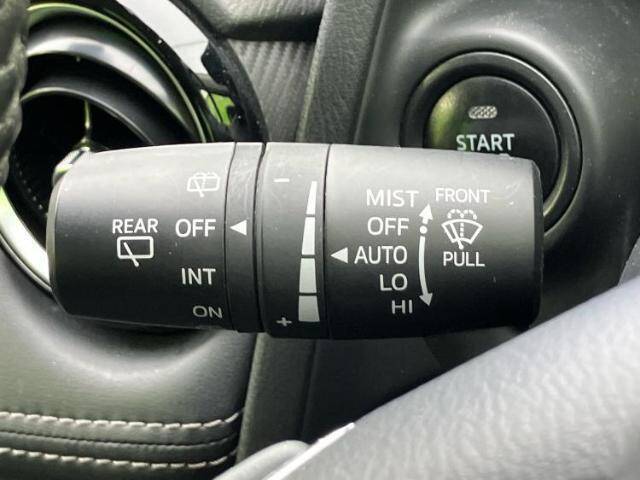 START
REAR
OFF
INT
ON
−
+
MIST
OFF
AUTO
LO
HI
FRONT
PULL